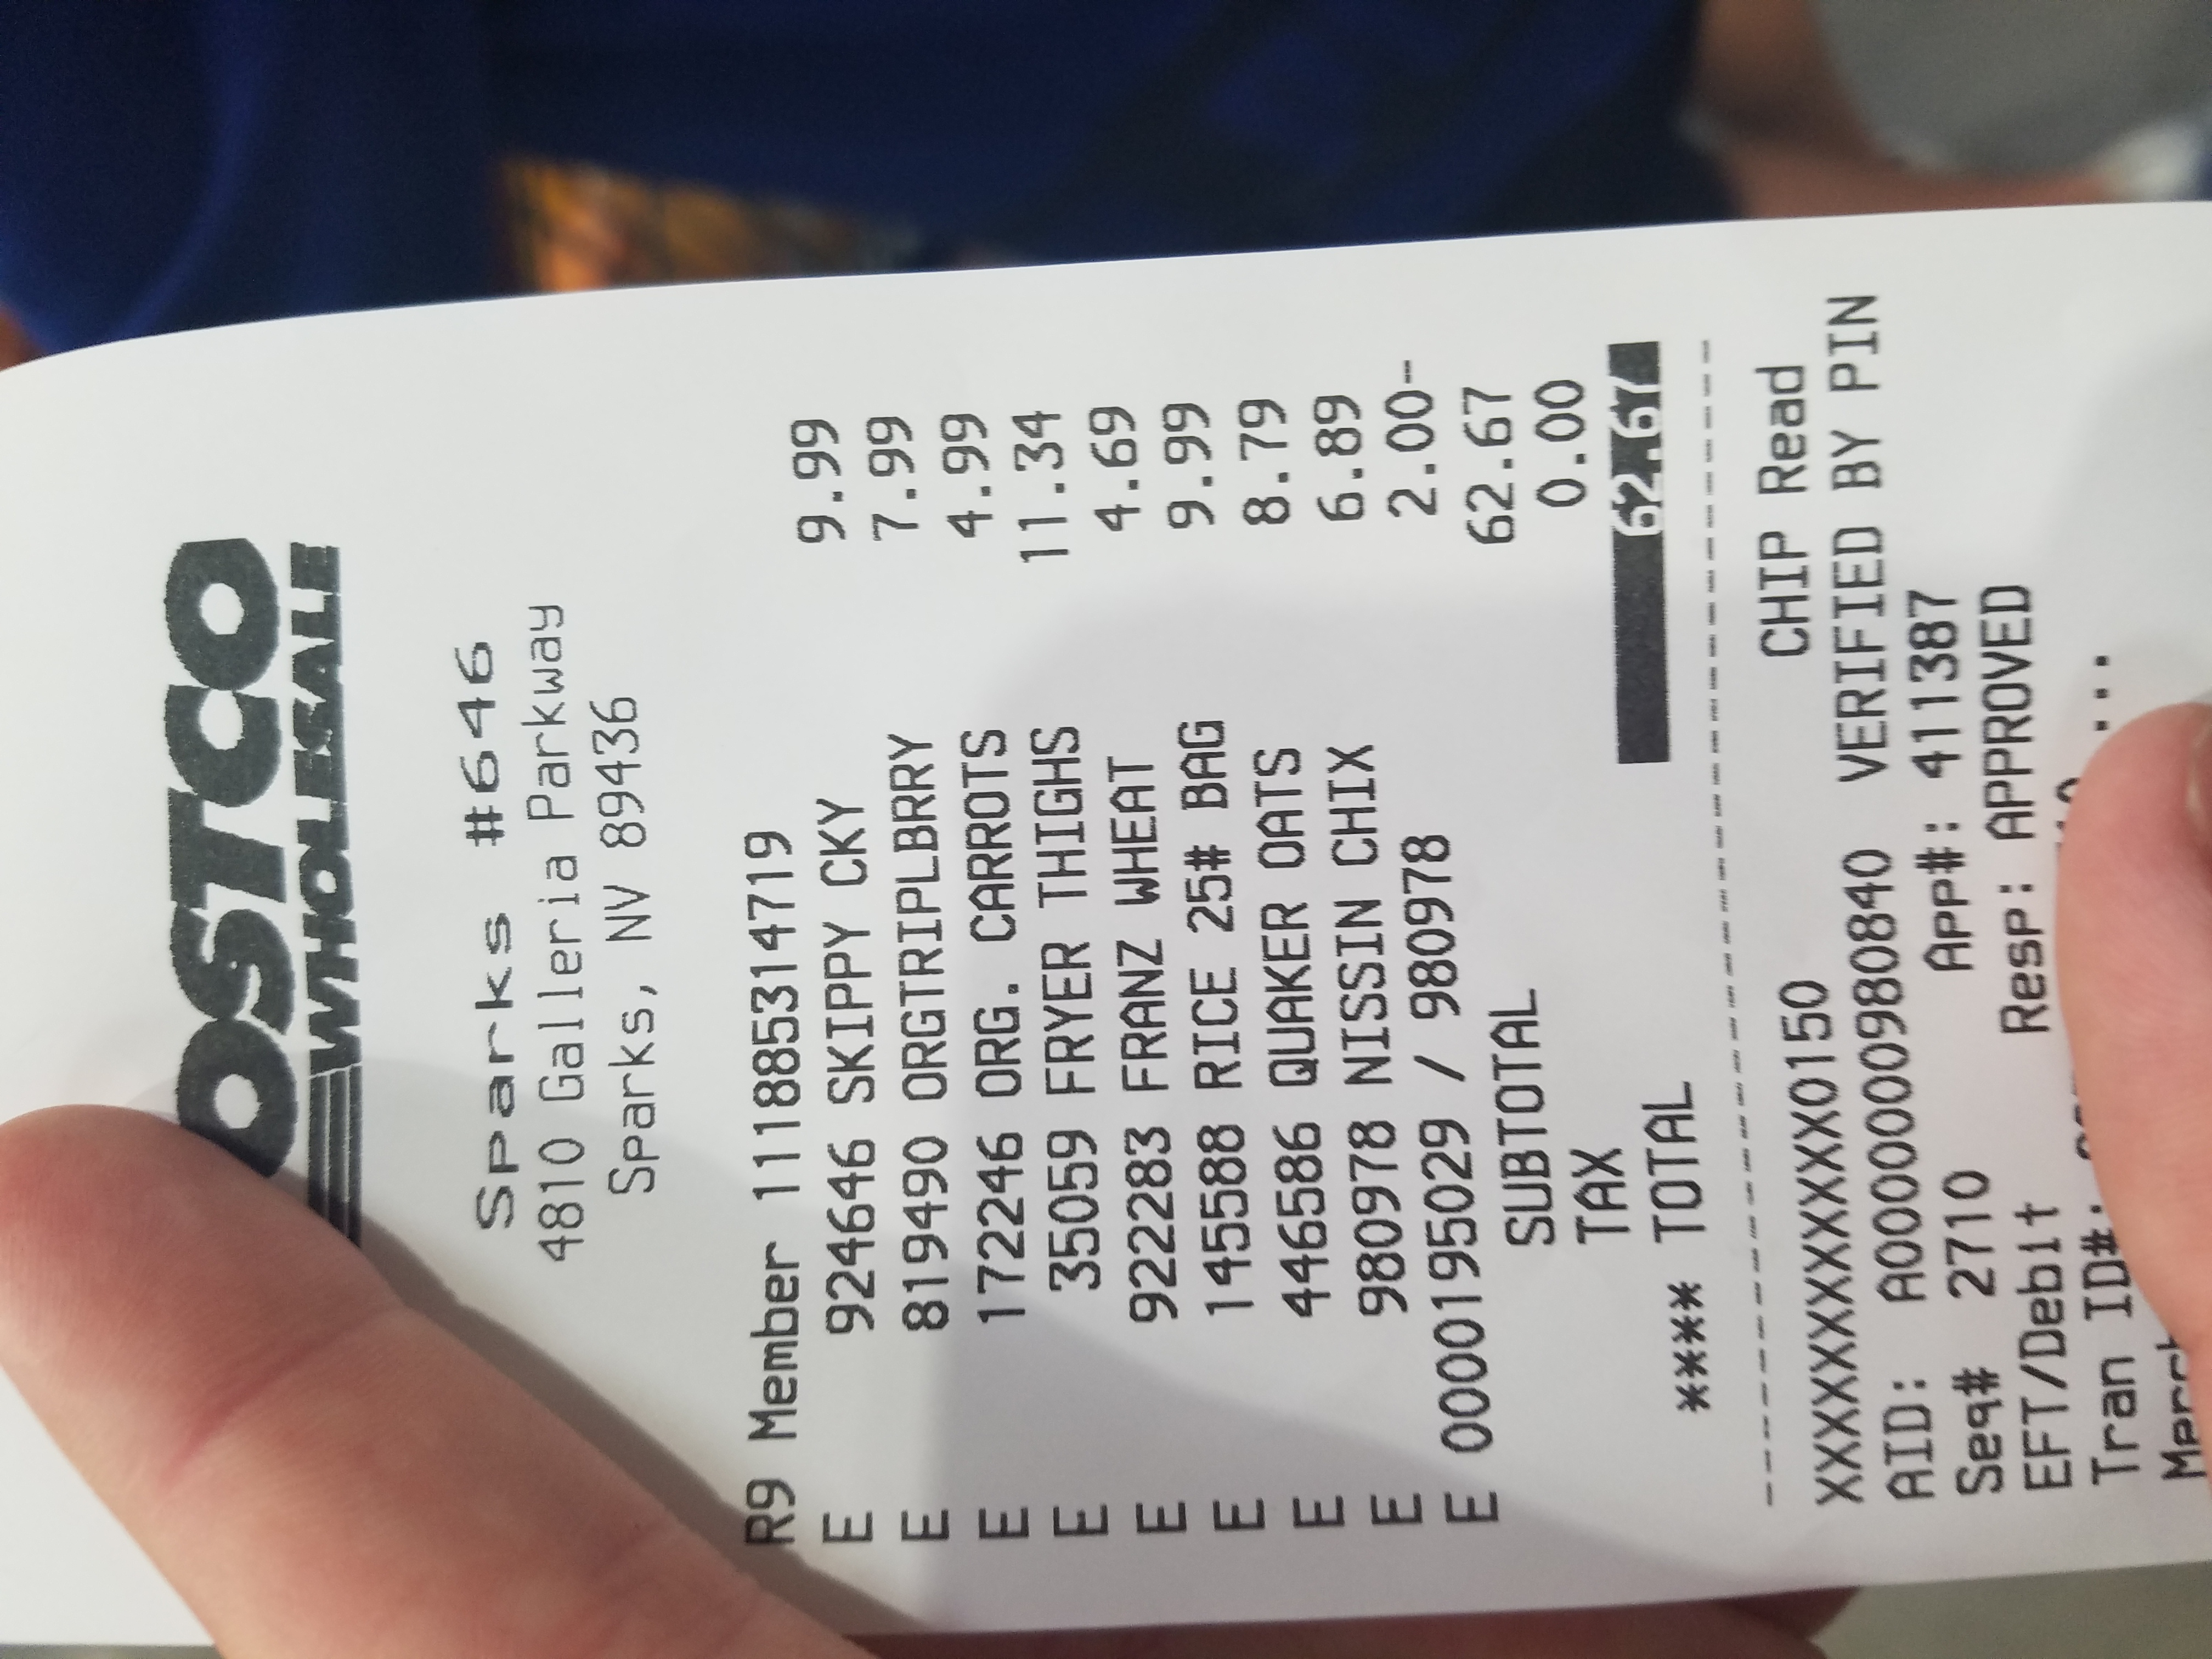 OSTCO
WHOLESALE
Sparks #646
4810 Galleria Parkway
Sparks, NV 89436
R9 Member 111885314719
E 924646 SKIPPY CKY 9.99
E 819490 ORGTRIPLBRRY 7.99
E 172246 ORG. CARROTS 4.99
E 35059 FRYER THIGHS 11.34
E 922283 FRANZ WHEAT 4.69
E 145588 RICE 25# BAG 9.99
E 446586 QUAKER OATS 8.79
E 980978 NISSIN CHIX 6.89
E 0000195029 / 980978 2.00-
SUBTOTAL 62.67
TAX 0.00
**** TOTAL 62.67
XXXXXXXXXXXX0150 CHIP Read
AID: A0000000980840 VERIFIED BY PIN
Seq# 2710 App#: 411387
EFT/Debit Resp: APPROVED
Tran ID#: ...